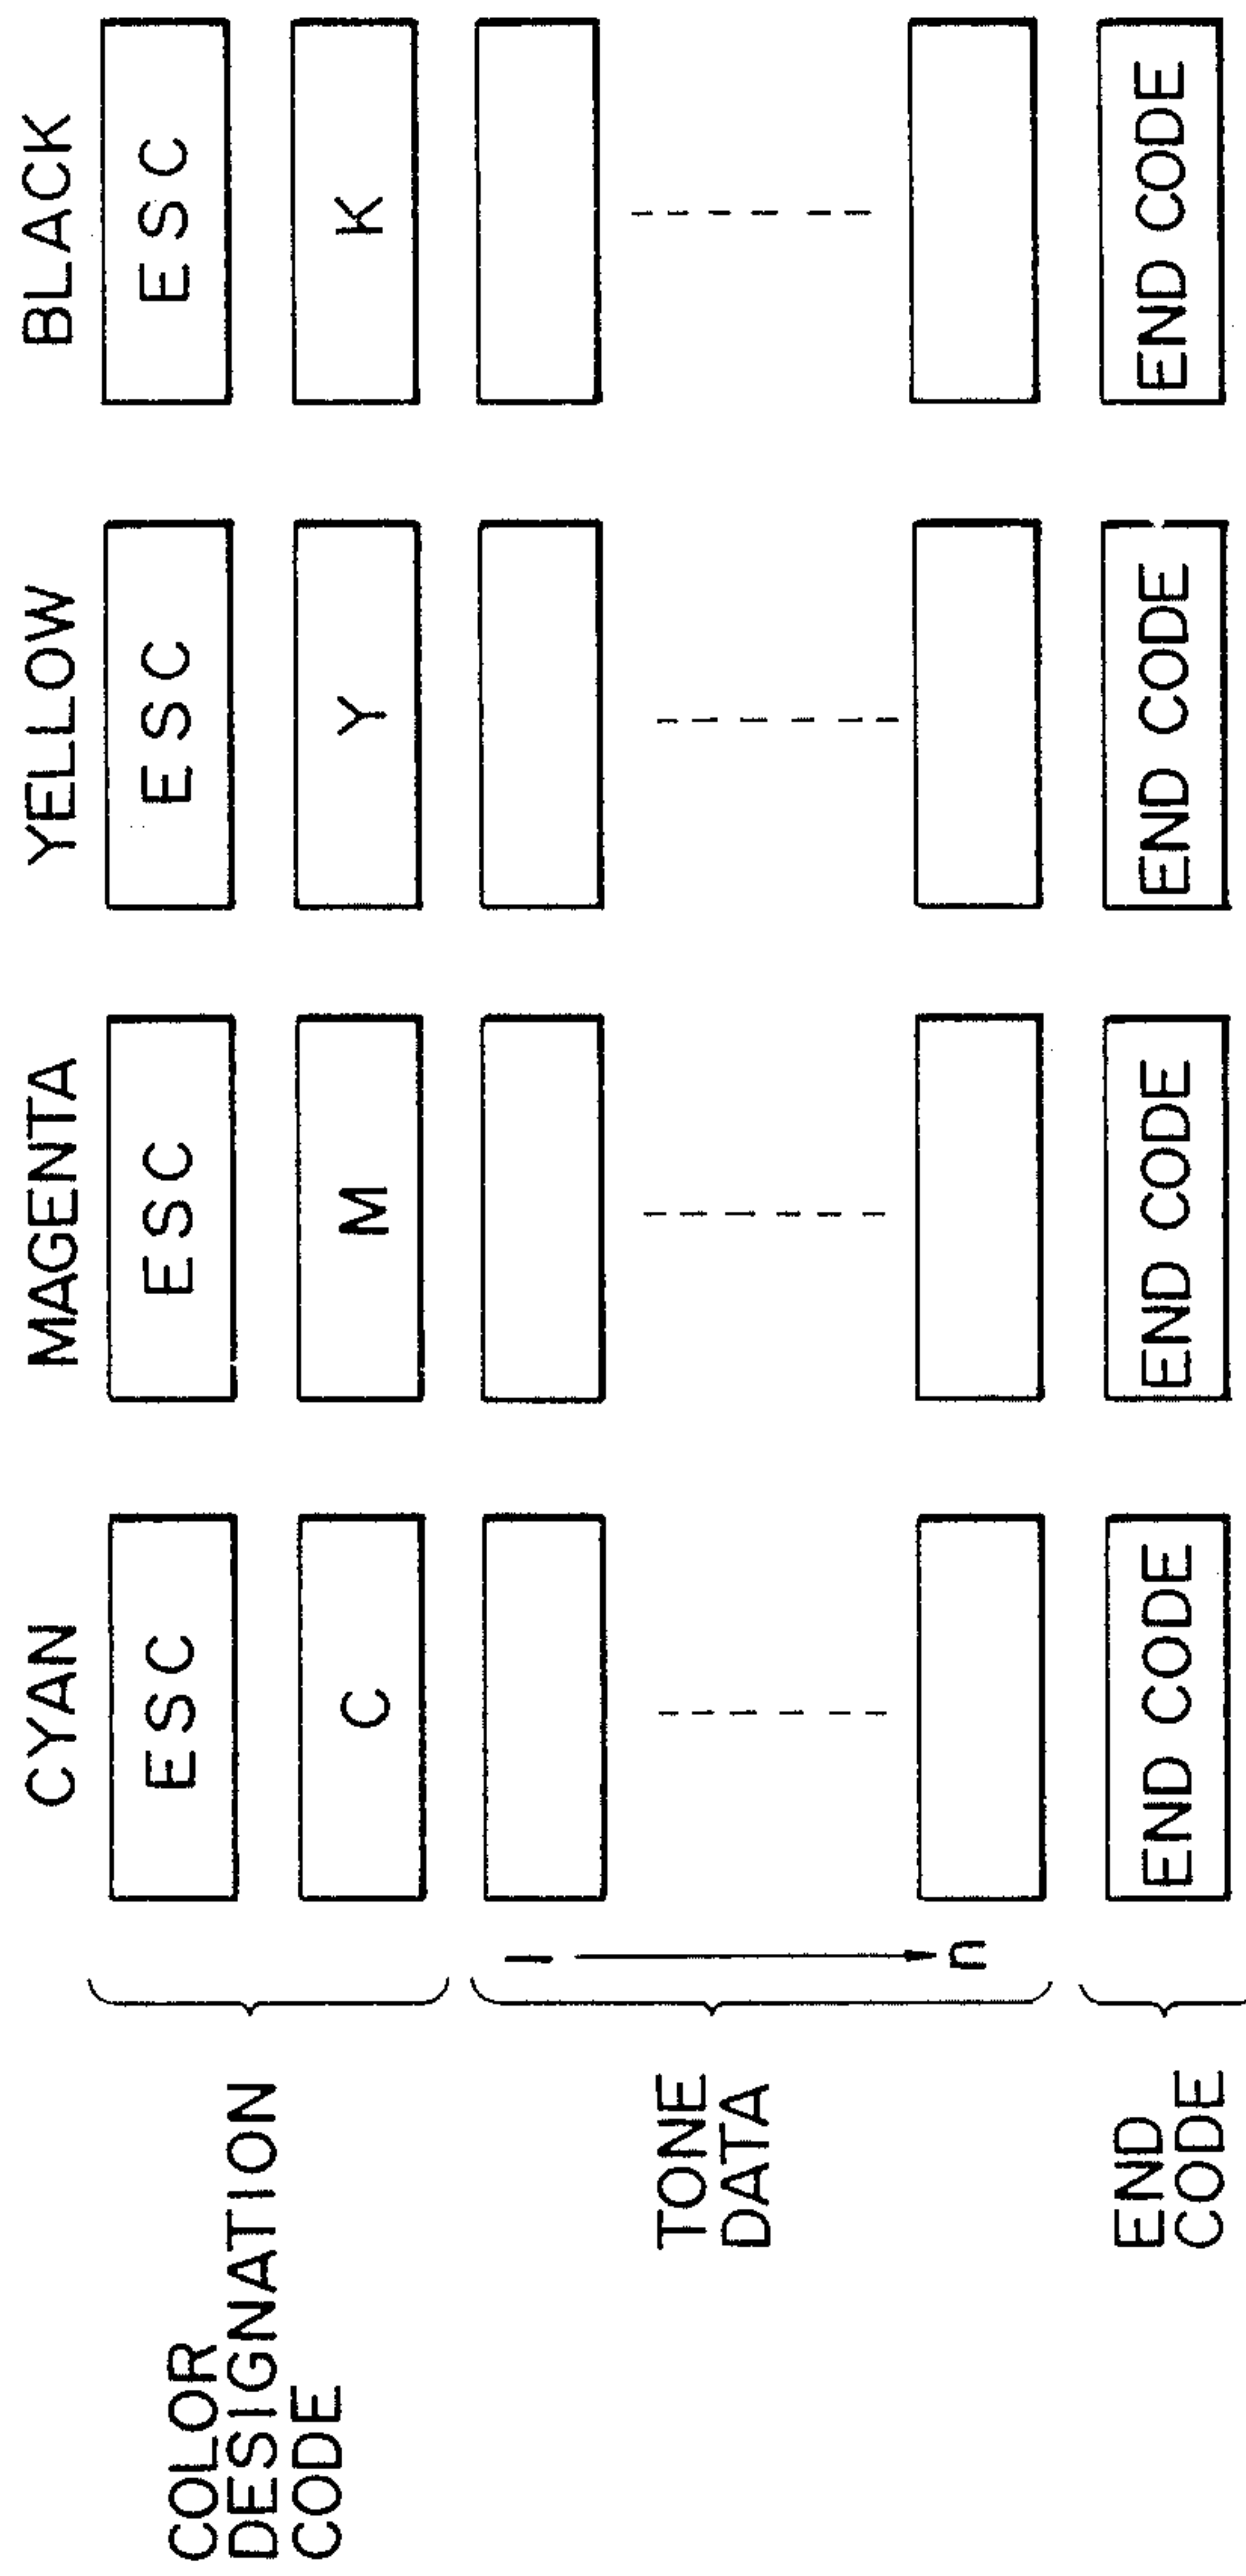 CYAN MAGENTA YELLOW BLACK
COLOR
DESIGNATION
CODE
ESC ESC ESC ESC
C M Y K
TONE
DATA
1
n
END
CODE
END CODE END CODE END CODE END CODE